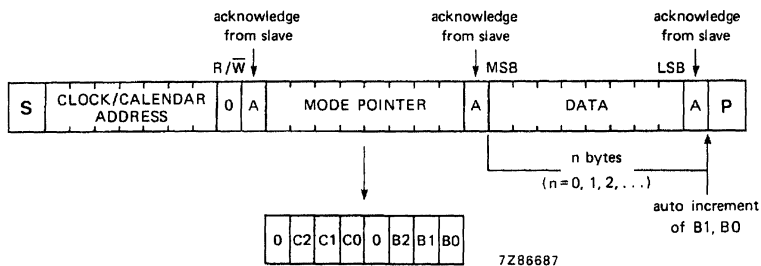 acknowledge
from slave
acknowledge
from slave
acknowledge
from slave
R/W̅
MSB
LSB
S
CLOCK/CALENDAR
ADDRESS
0
A
MODE POINTER
A
DATA
A
P
n bytes
(n=0, 1, 2, . . .)
auto increment
of B1, B0
0 C2 C1 C0 0 B2 B1 B0
7Z86687